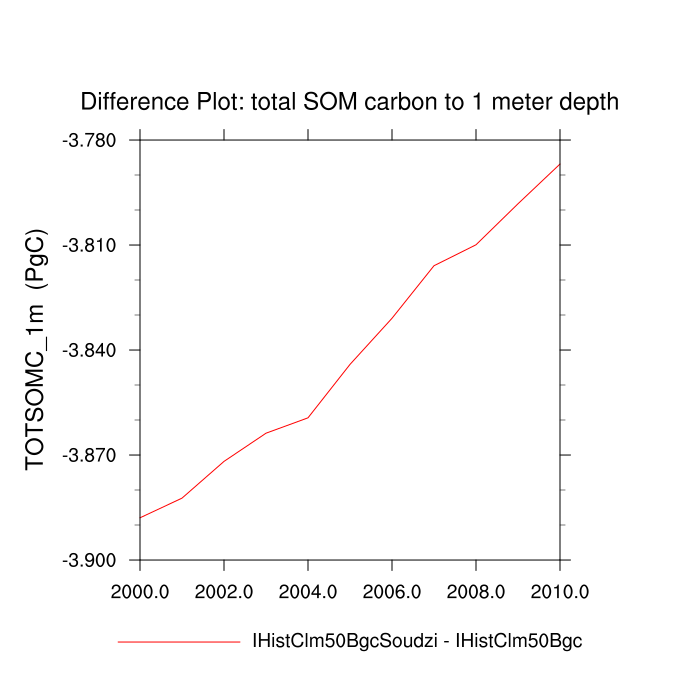 Difference Plot: total SOM carbon to 1 meter depth
TOTSOMC_1m (PgC)
-3.780
-3.810
-3.840
-3.870
-3.900
2000.0 2002.0 2004.0 2006.0 2008.0 2010.0
IHistClm50BgcSoudzi - IHistClm50Bgc